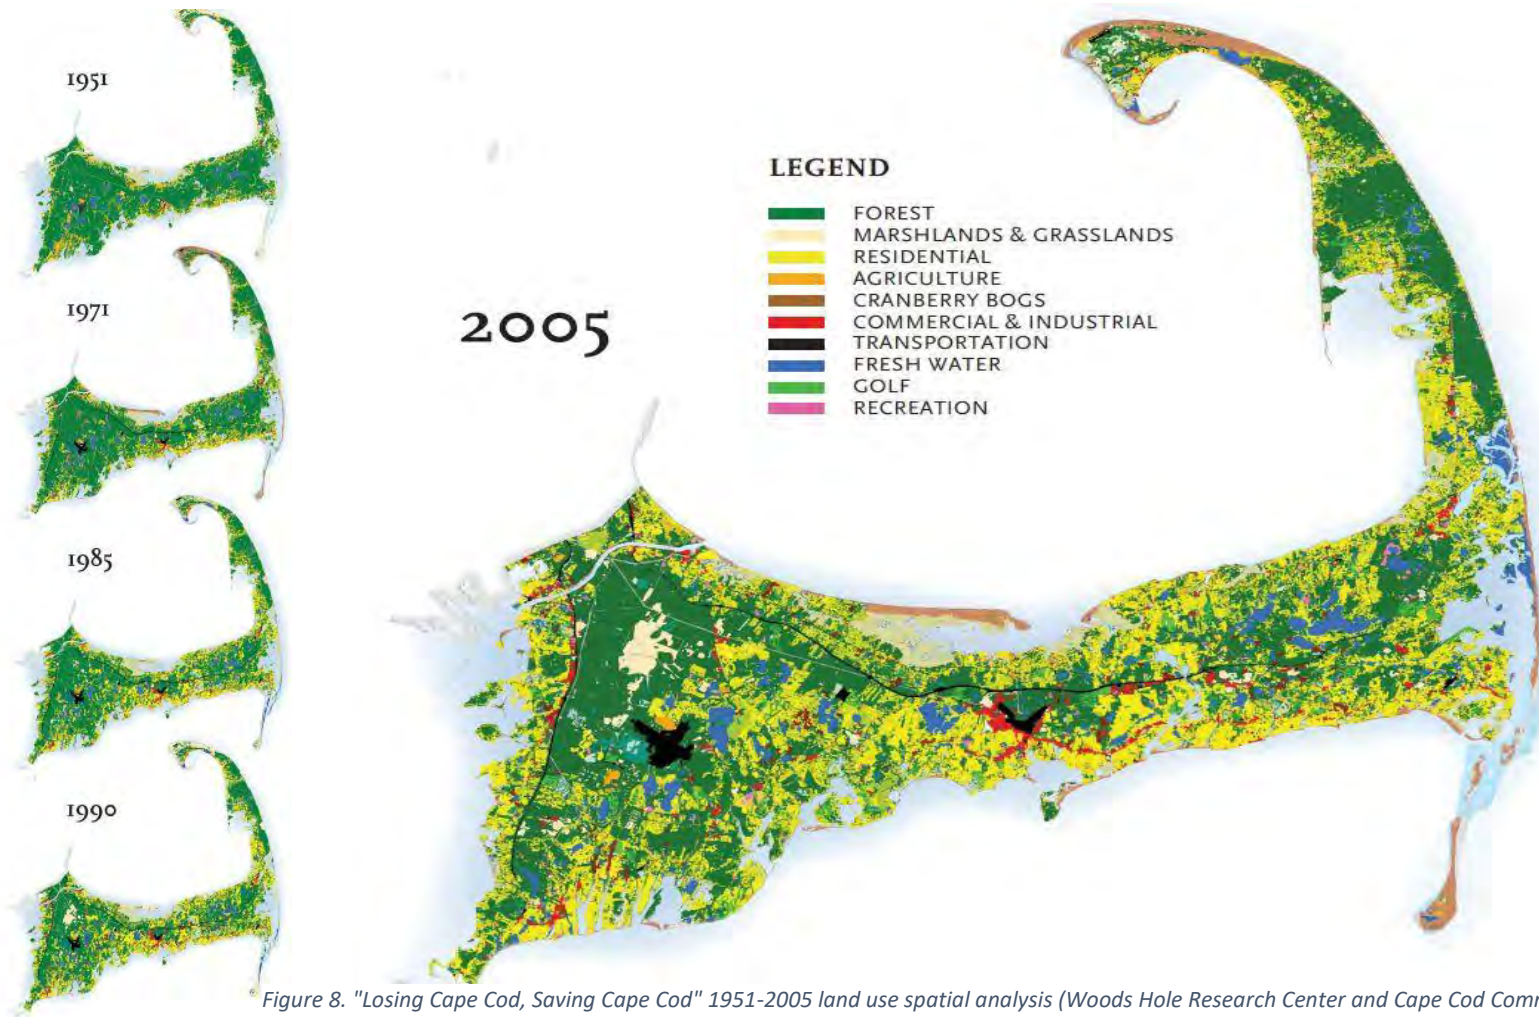 1951
1971
1985
1990
2005
LEGEND
FOREST
MARSHLANDS & GRASSLANDS
RESIDENTIAL
AGRICULTURE
CRANBERRY BOGS
COMMERCIAL & INDUSTRIAL
TRANSPORTATION
FRESH WATER
GOLF
RECREATION
Figure 8. "Losing Cape Cod, Saving Cape Cod" 1951-2005 land use spatial analysis (Woods Hole Research Center and Cape Cod